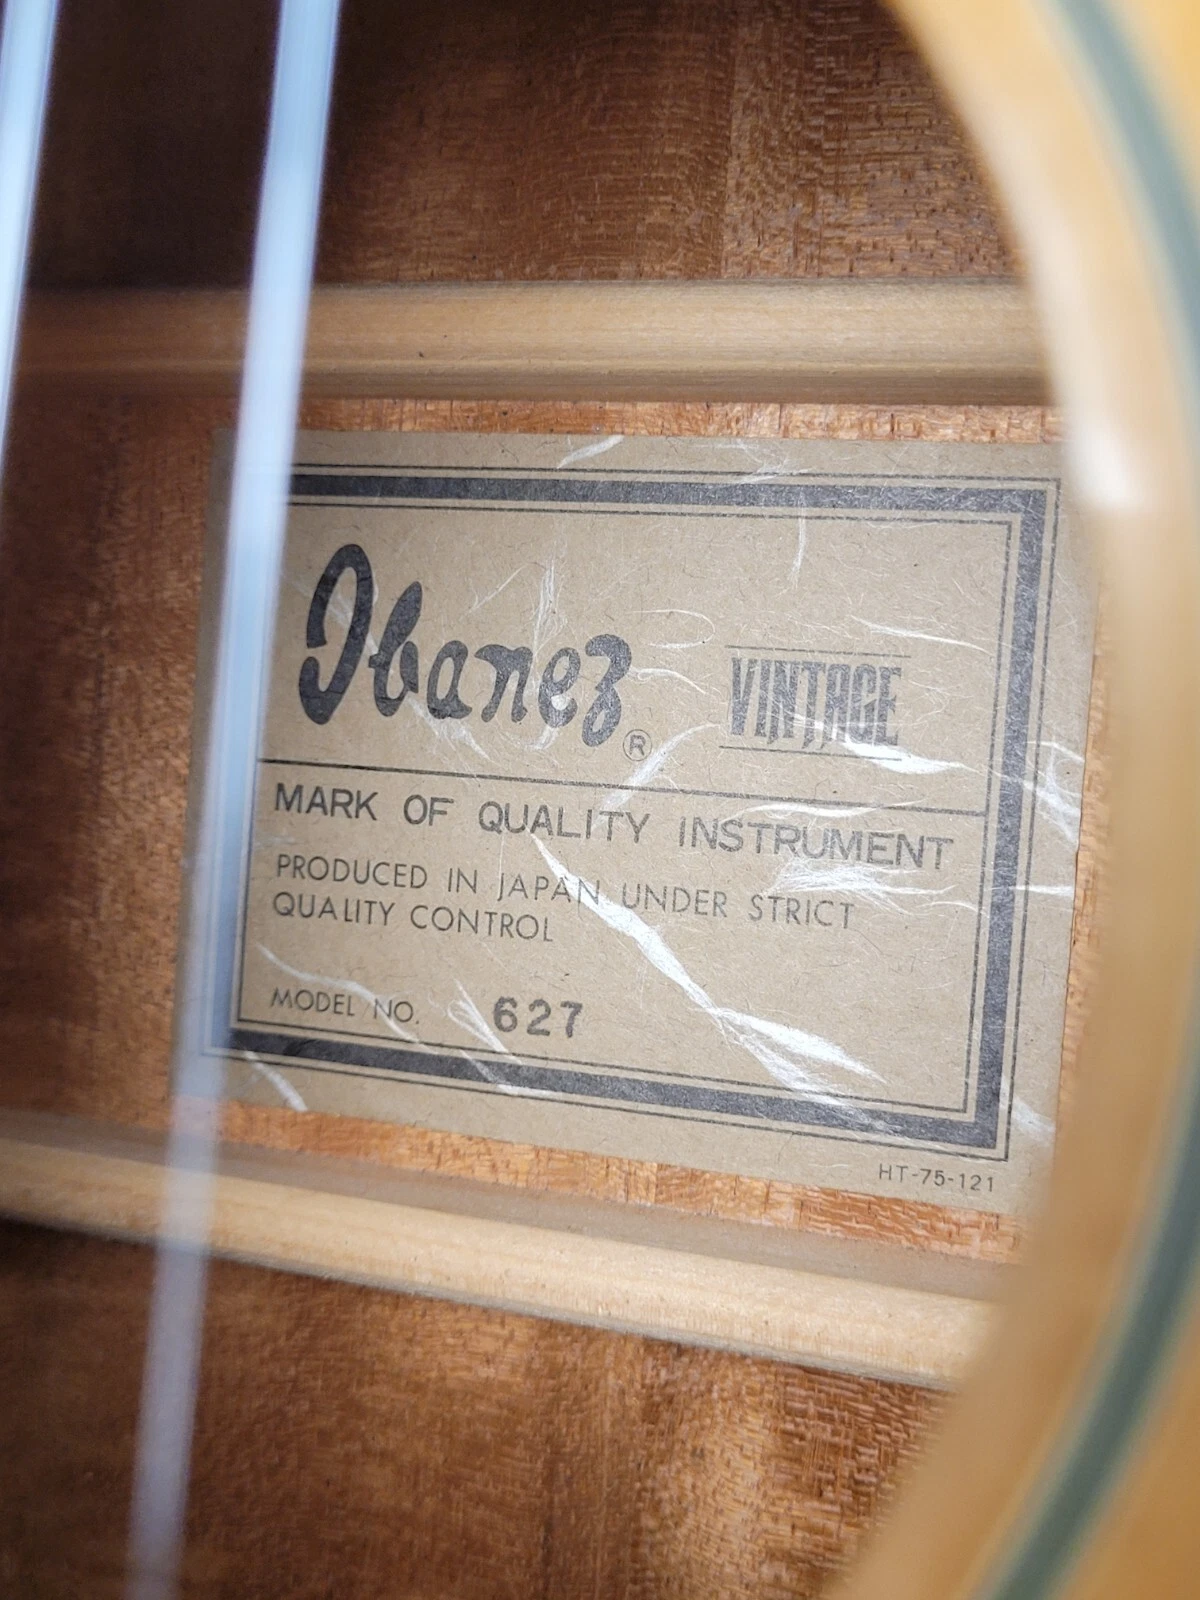 Ibanez® VINTAGE
MARK OF QUALITY INSTRUMENT
PRODUCED IN JAPAN UNDER STRICT
QUALITY CONTROL
MODEL NO. 627
HT-75-121